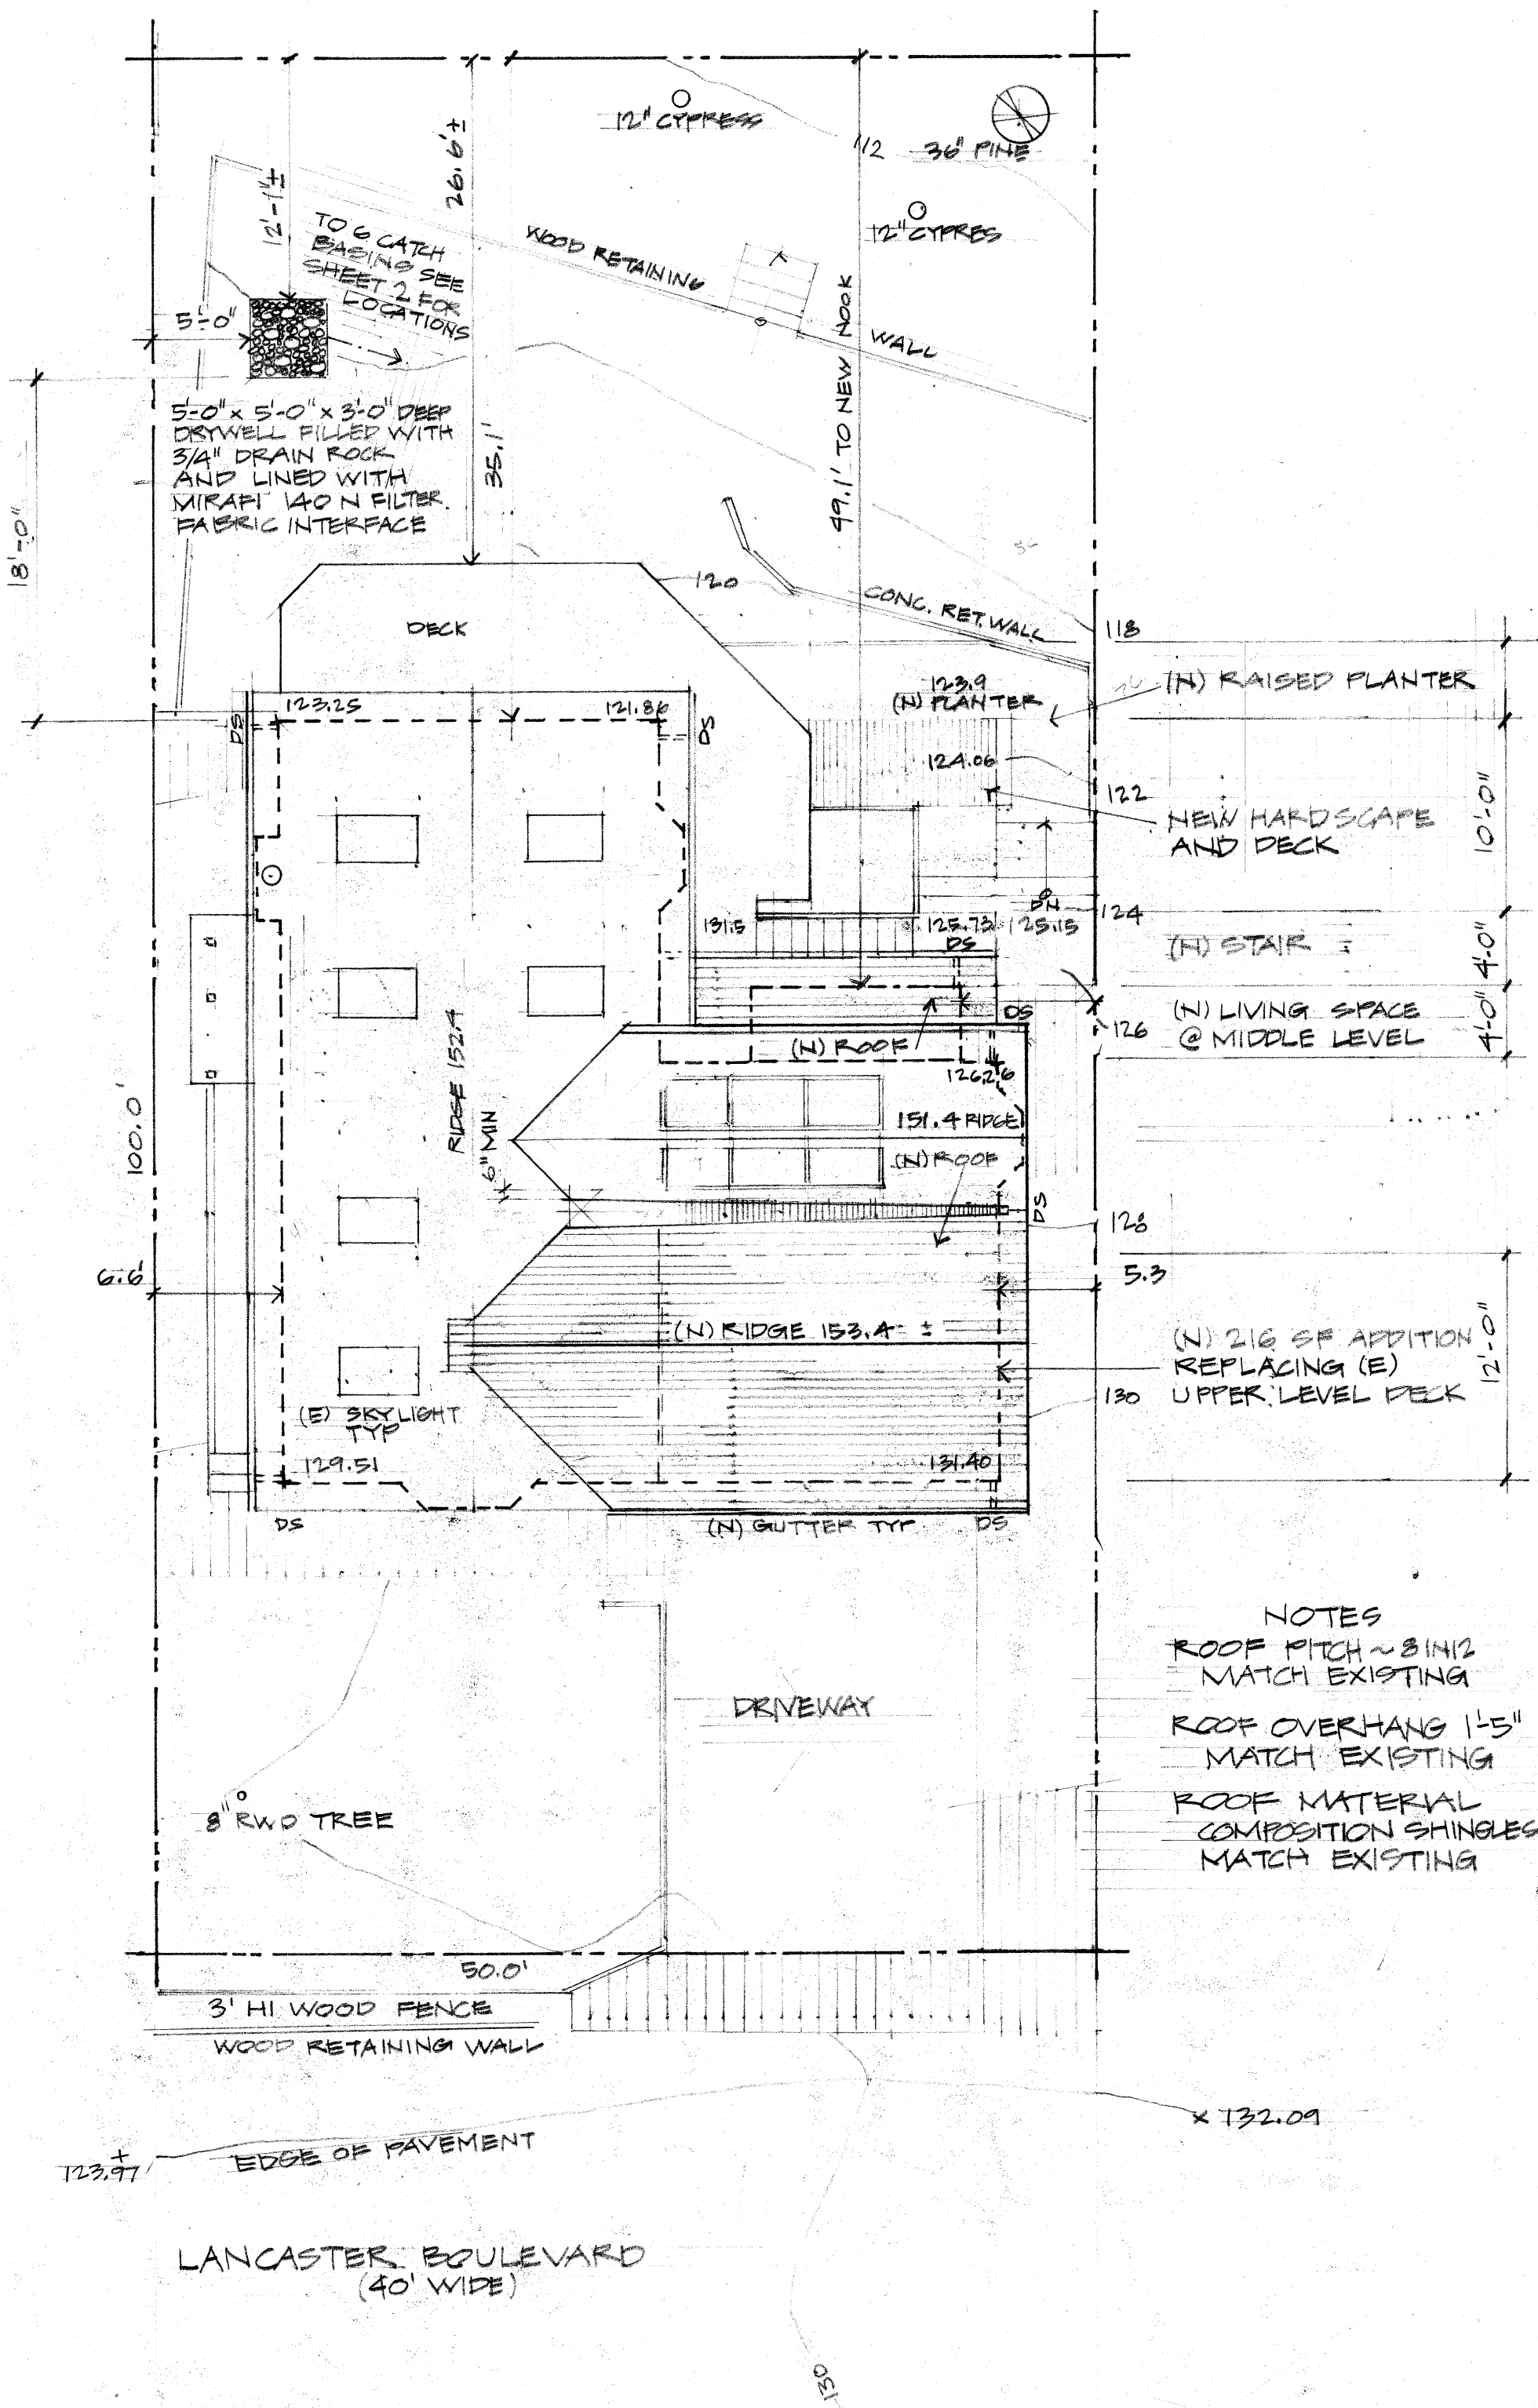 12" CYPRESS
112
36" PINE
12" CYPRES
26.6'±
12'-1"±
TO 6 CATCH
BASINS SEE
SHEET 2 FOR
LOCATIONS
WOOD RETAINING
WALL
5'-0"
5'-0" x 5'-0" x 3'-0" DEEP
DRYWELL FILLED WITH
3/4" DRAIN ROCK
AND LINED WITH
MIRAFI 140 N FILTER
FABRIC INTERFACE
18'-0"
35.1'
49.1' TO NEW NOOK
120
CONC. RET. WALL
118
DECK
123.9
(N) PLANTER
(N) RAISED PLANTER
123.25
121.86
DS
DS
124.06
122
NEW HARDSCAPE
AND DECK
10'-0"
DN
124
131.5
125.73
125.15
DS
(N) STAIR
4'-0"
DS
(N) LIVING SPACE
@ MIDDLE LEVEL
4'-0"
126
(N) ROOF
126.26
RIDGE 152.4
6" MIN
151.4 RIDGE
(N) ROOF
100.0'
DS
128
6.6'
5.3
(N) RIDGE 153.4 ±
(N) 216 SF ADDITION
REPLACING (E)
UPPER LEVEL DECK
12'-0"
130
(E) SKYLIGHT
TYP
129.51
131.40
DS
(N) GUTTER TYP.
DS
NOTES
ROOF PITCH ~ 8 IN 12
MATCH EXISTING
ROOF OVERHANG 1'-5"
MATCH EXISTING
ROOF MATERIAL
COMPOSITION SHINGLES
MATCH EXISTING
DRIVEWAY
8" RWD TREE
50.0'
3' HI WOOD FENCE
WOOD RETAINING WALL
x 132.09
+
123.97
EDGE OF PAVEMENT
LANCASTER BOULEVARD
(40' WIDE)
130